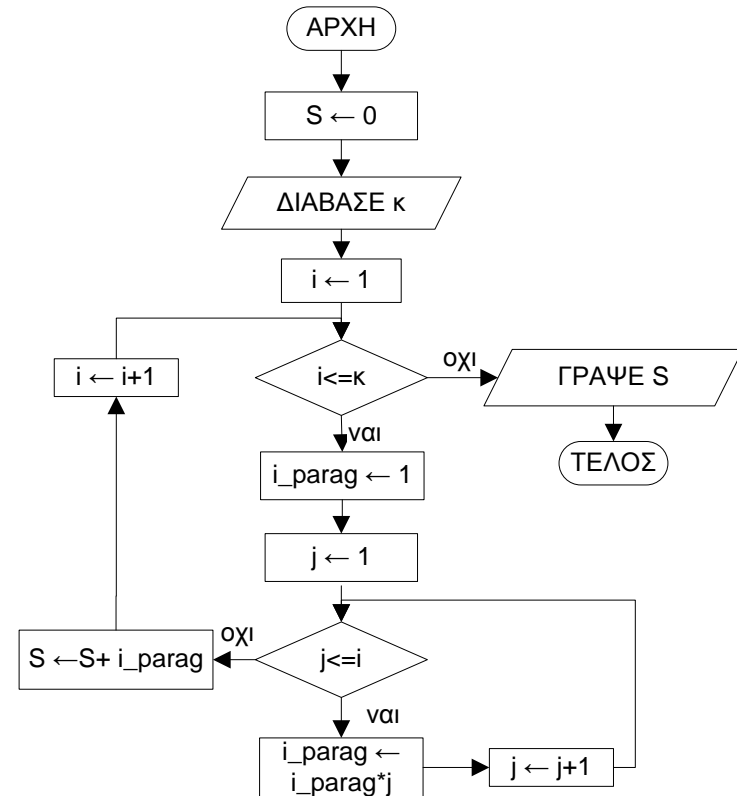 ΑΡΧΗ
S ← 0
ΔΙΑΒΑΣΕ κ
i ← 1
i ← i+1
i<=κ
οχι
ΓΡΑΨΕ S
ναι
ΤΕΛΟΣ
i_parag ← 1
j ← 1
S ←S+ i_parag
οχι
j<=i
ναι
i_parag ←
i_parag*j
j ← j+1